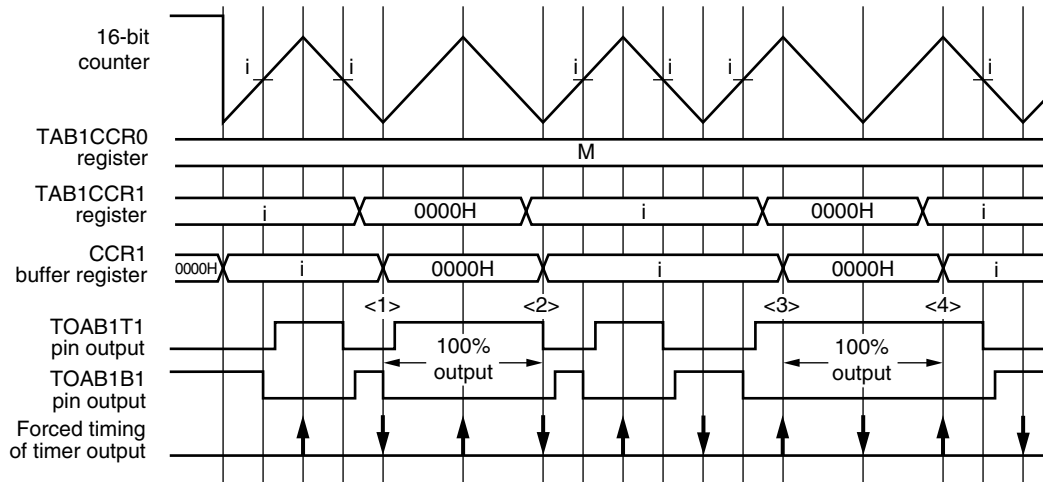 16-bit
counter
i
i
i
i
i
i
TAB1CCR0
register
M
TAB1CCR1
register
i
0000H
i
0000H
i
CCR1
buffer register
0000H
i
0000H
i
0000H
i
<1>
<2>
<3>
<4>
TOAB1T1
pin output
100%
output
100%
output
TOAB1B1
pin output
Forced timing
of timer output